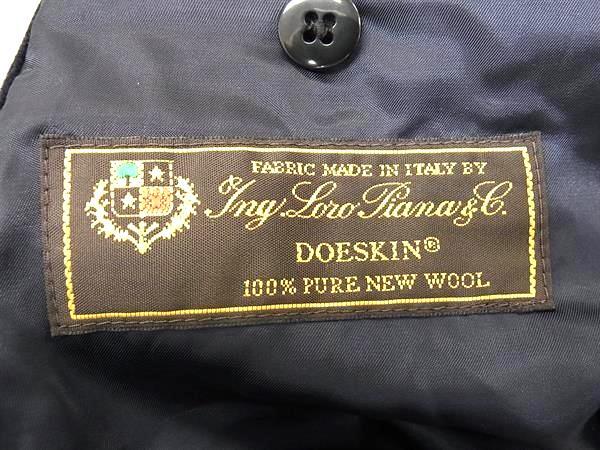 FABRIC MADE IN ITALY BY
Ing. Loro Piana & C.
DOESKIN®
100% PURE NEW WOOL